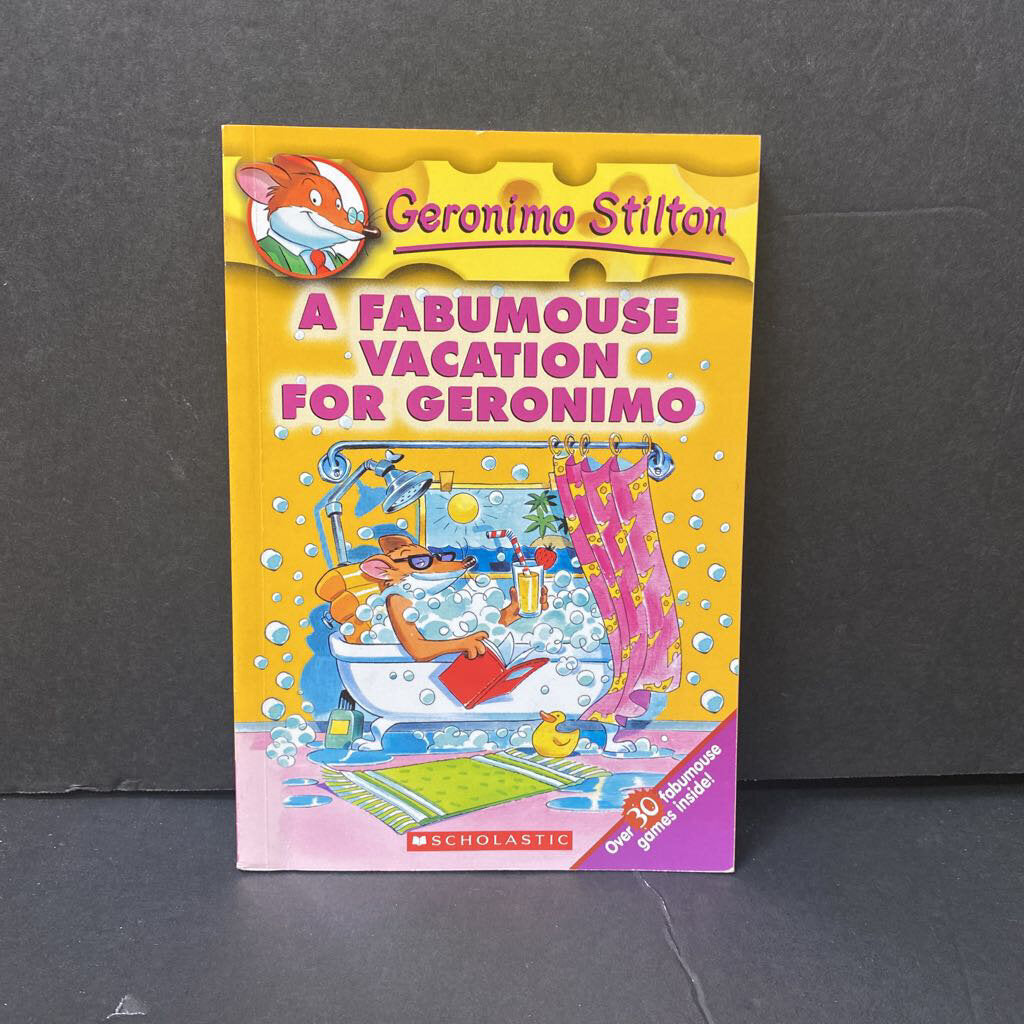 Geronimo Stilton
A FABUMOUSE
VACATION
FOR GERONIMO
Over 30 fabumouse
games inside!
SCHOLASTIC